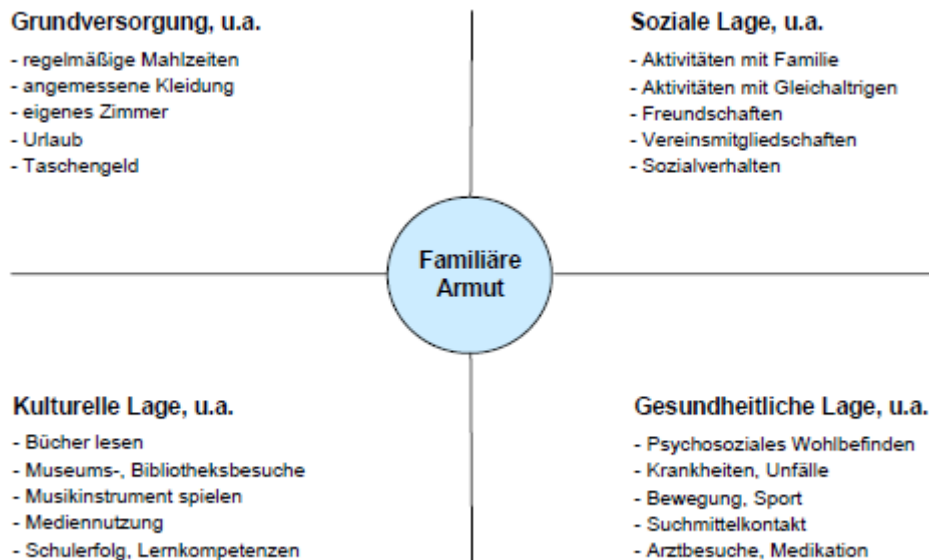 Grundversorgung, u.a.
- regelmäßige Mahlzeiten
- angemessene Kleidung
- eigenes Zimmer
- Urlaub
- Taschengeld
Soziale Lage, u.a.
- Aktivitäten mit Familie
- Aktivitäten mit Gleichaltrigen
- Freundschaften
- Vereinsmitgliedschaften
- Sozialverhalten
Familiäre
Armut
Kulturelle Lage, u.a.
- Bücher lesen
- Museums-, Bibliotheksbesuche
- Musikinstrument spielen
- Mediennutzung
- Schulerfolg, Lernkompetenzen
Gesundheitliche Lage, u.a.
- Psychosoziales Wohlbefinden
- Krankheiten, Unfälle
- Bewegung, Sport
- Suchmittelkontakt
- Arztbesuche, Medikation